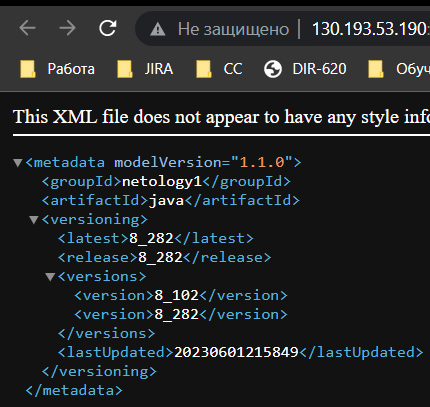 Не защищено | 130.193.53.190:
Работа JIRA CC DIR-620 Обуч
This XML file does not appear to have any style info
<metadata modelVersion="1.1.0">
<groupId>netology1</groupId>
<artifactId>java</artifactId>
<versioning>
<latest>8_282</latest>
<release>8_282</release>
<versions>
<version>8_102</version>
<version>8_282</version>
</versions>
<lastUpdated>20230601215849</lastUpdated>
</versioning>
</metadata>